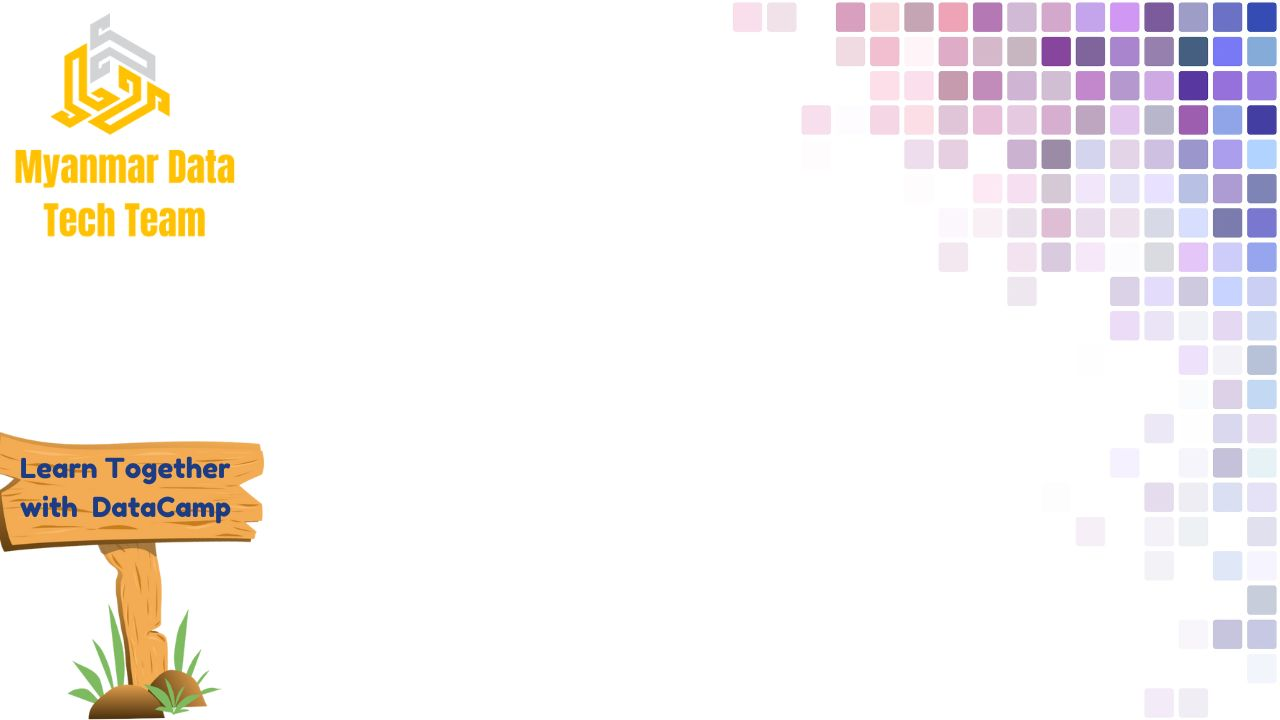 Myanmar Data
Tech Team
Learn Together
with DataCamp